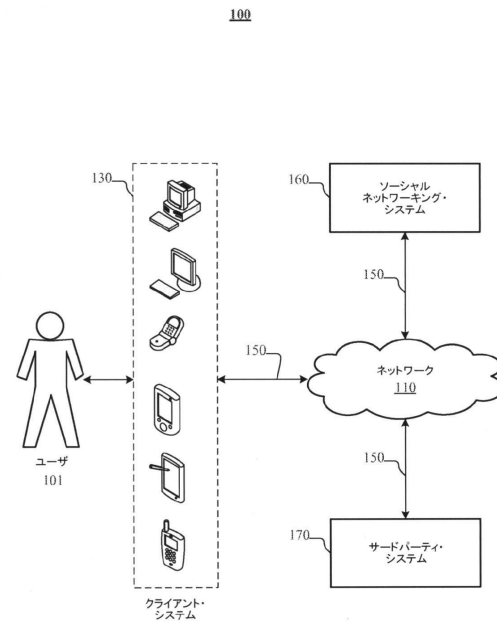 100
130
160
ソーシャル
ネットワーキング・
システム
150
150
ネットワーク
110
ユーザ
101
150
170
サードパーティ・
システム
クライアント・
システム